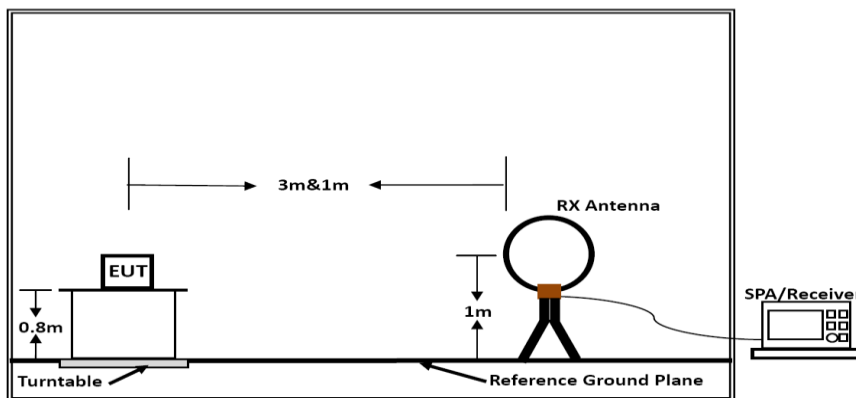 3m&1m
RX Antenna
EUT
0.8m
1m
SPA/Receiver
Turntable
Reference Ground Plane